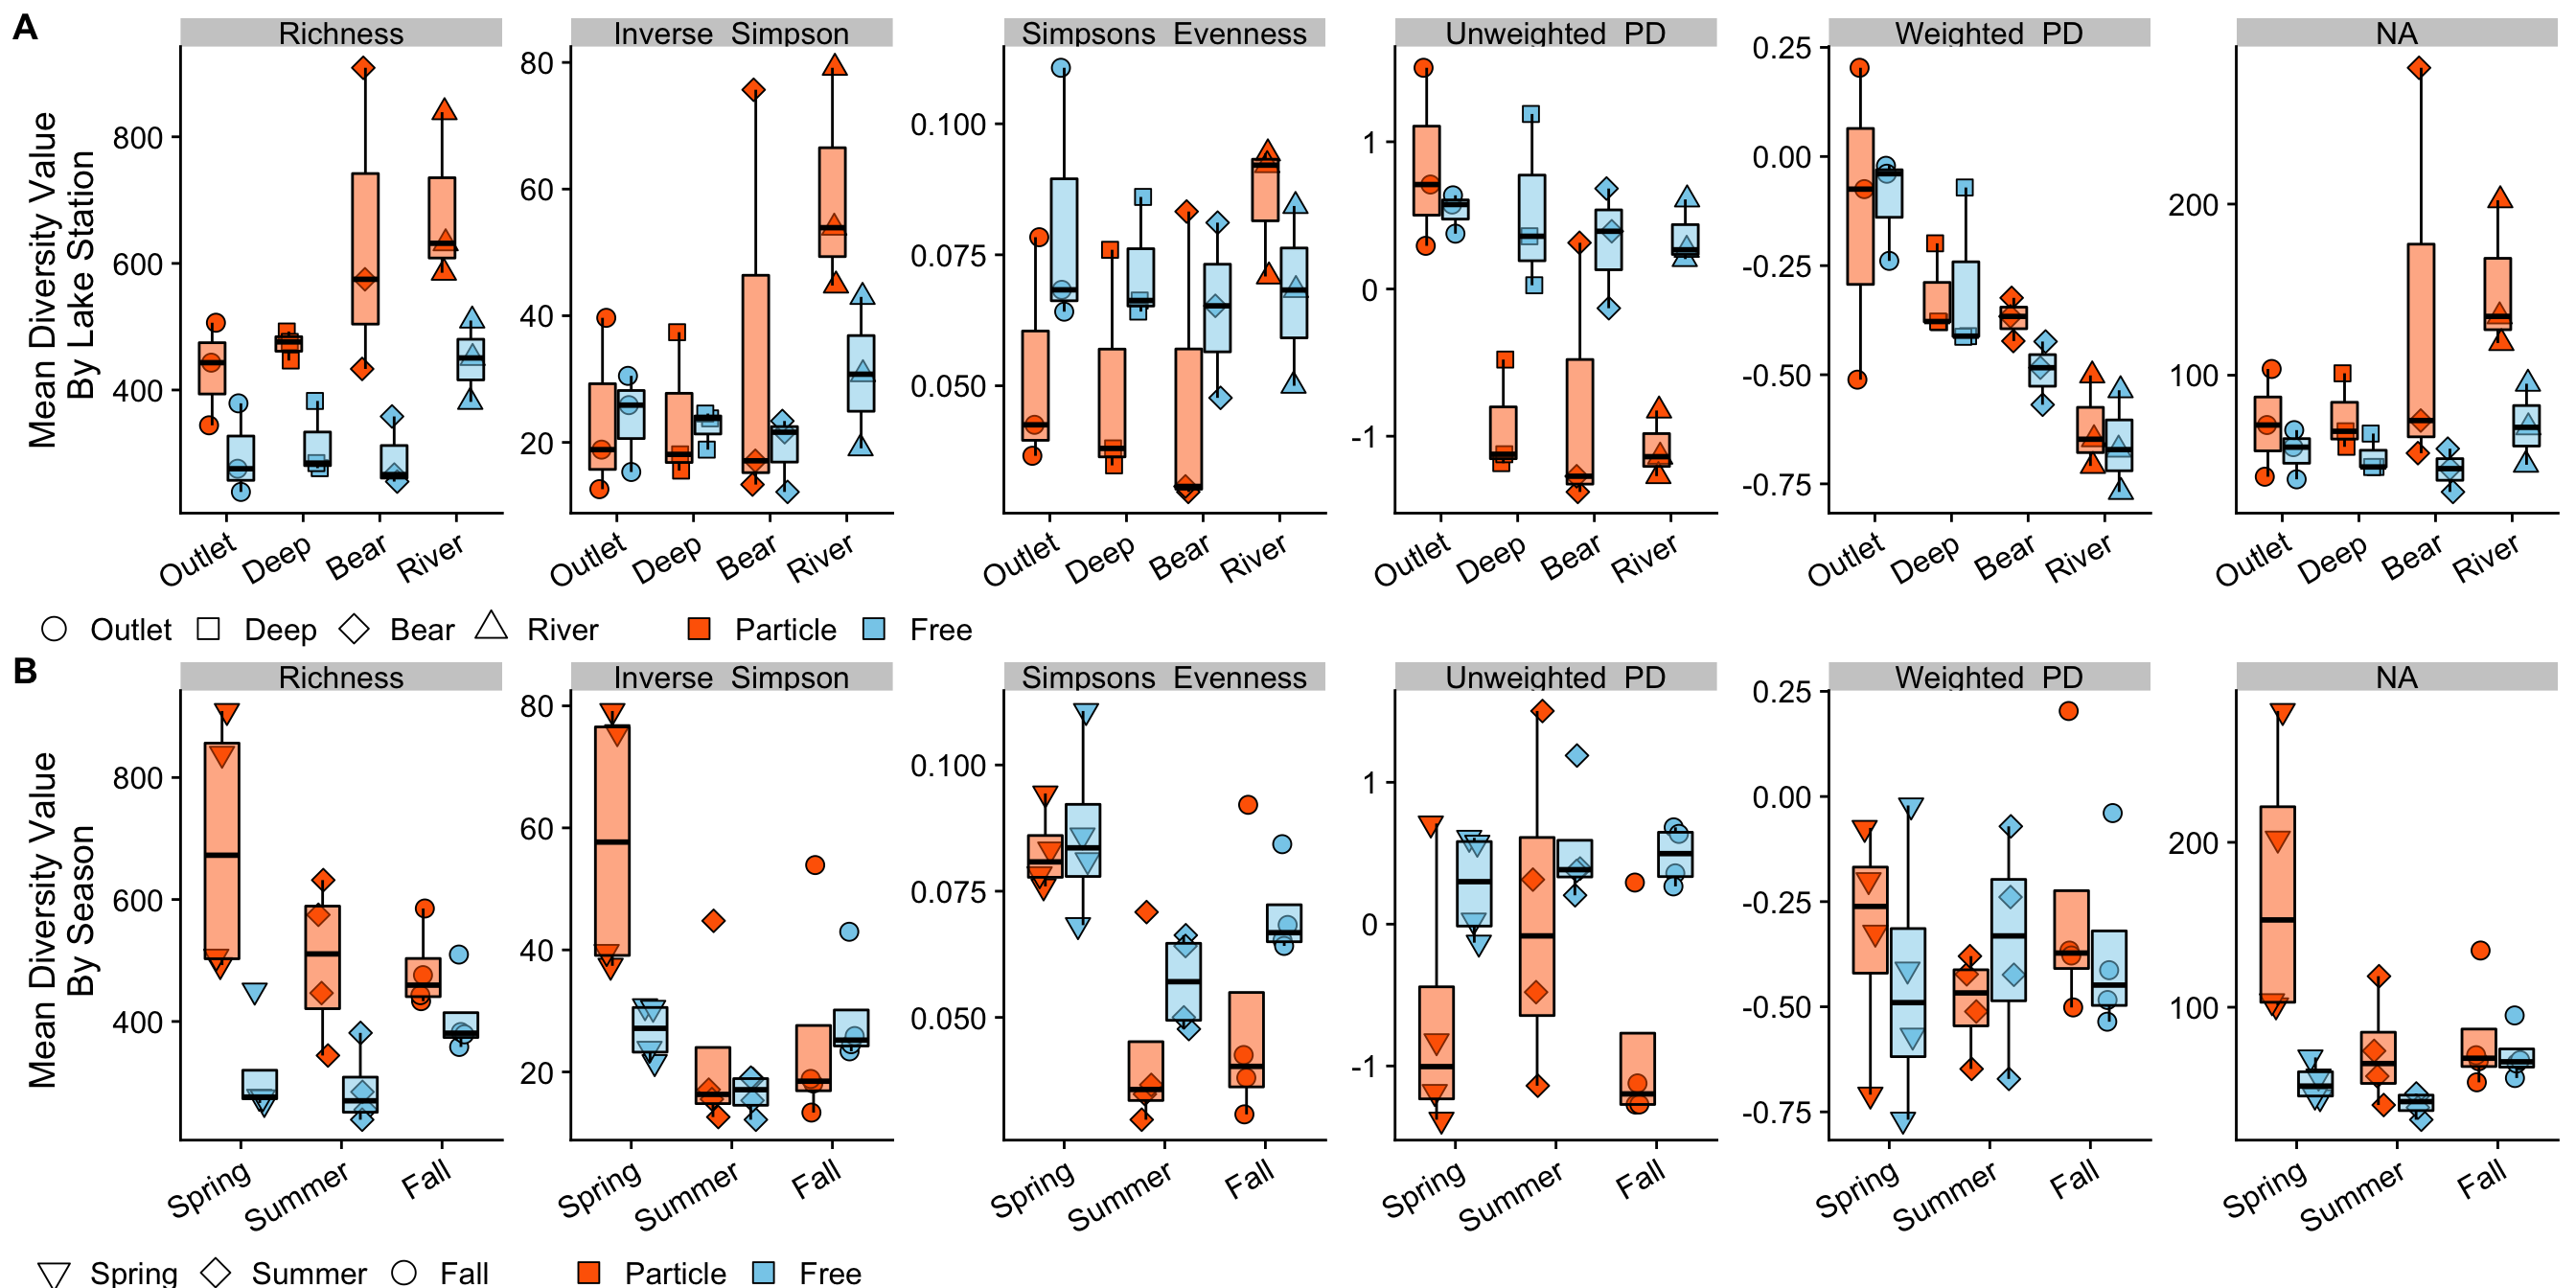 A
Richness
Inverse Simpson
Simpsons Evenness
Unweighted PD
Weighted PD
NA
Mean Diversity Value
By Lake Station
800
600
400
80
60
40
20
0.100
0.075
0.050
1
0
-1
0.25
0.00
-0.25
-0.50
-0.75
200
100
Outlet Deep Bear River
Outlet Deep Bear River
Outlet Deep Bear River
Outlet Deep Bear River
Outlet Deep Bear River
Outlet Deep Bear River
Outlet Deep Bear River Particle Free
B
Richness
Inverse Simpson
Simpsons Evenness
Unweighted PD
Weighted PD
NA
Mean Diversity Value
By Season
800
600
400
80
60
40
20
0.100
0.075
0.050
1
0
-1
0.25
0.00
-0.25
-0.50
-0.75
200
100
Spring Summer Fall
Spring Summer Fall
Spring Summer Fall
Spring Summer Fall
Spring Summer Fall
Spring Summer Fall
Spring Summer Fall Particle Free